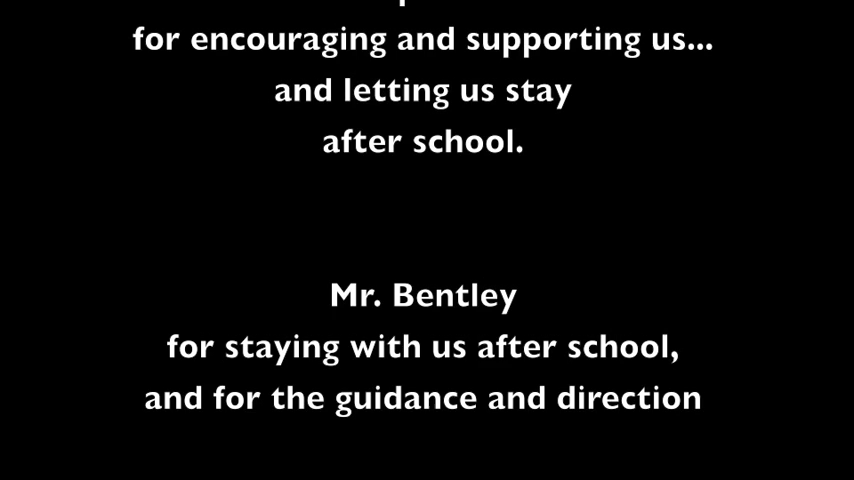 for encouraging and supporting us...
and letting us stay
after school.
Mr. Bentley
for staying with us after school,
and for the guidance and direction